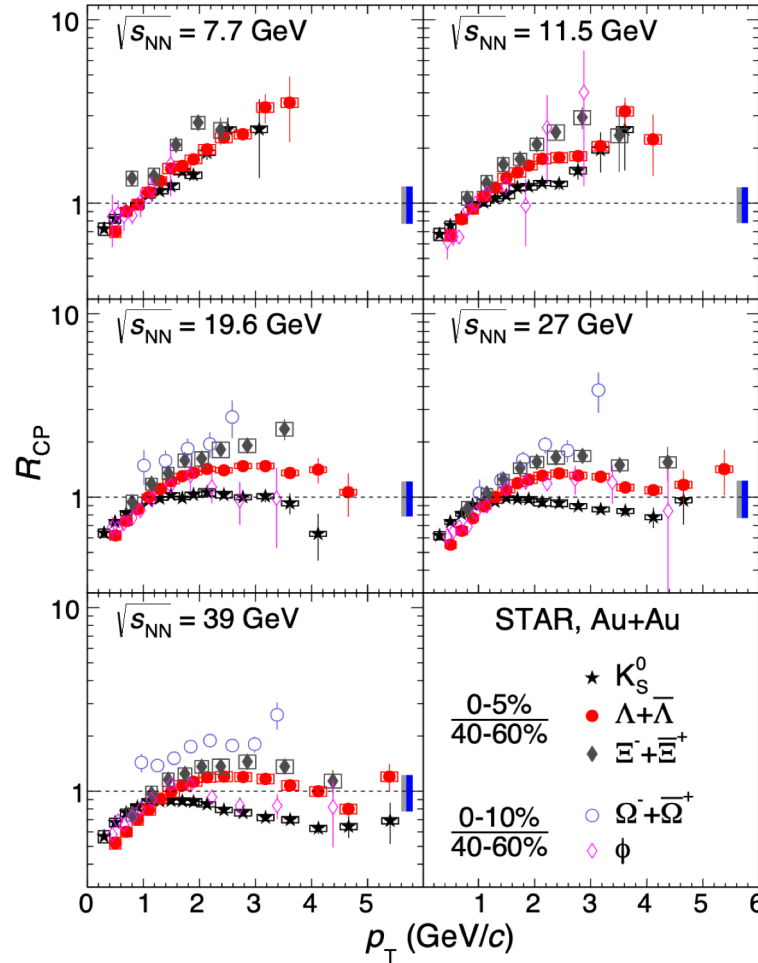 √sNN = 7.7 GeV
√sNN = 11.5 GeV
10
1
√sNN = 19.6 GeV
√sNN = 27 GeV
10
1
RCP
√sNN = 39 GeV
10
1
STAR, Au+Au
0-5%
40-60%
K⁰S
Λ+Λ̅
Ξ⁻+Ξ̅⁺
0-10%
40-60%
Ω⁻+Ω̅⁺
ϕ
0 1 2 3 4 5 1 2 3 4 5 6
pT (GeV/c)